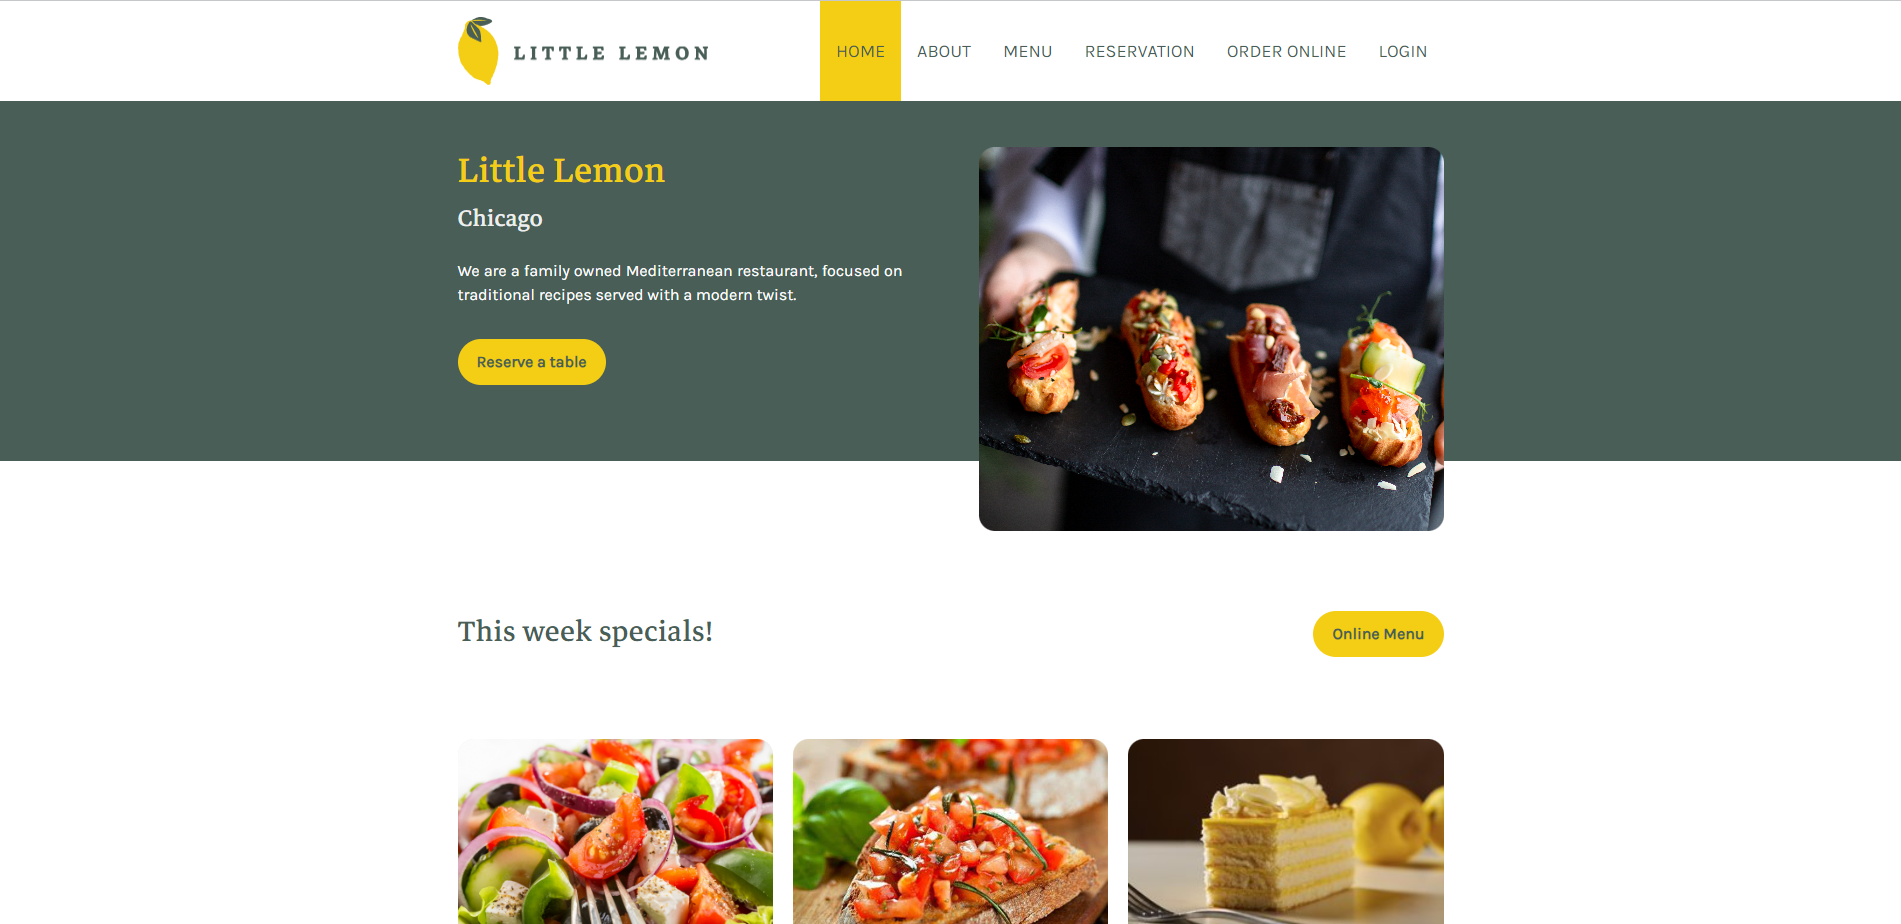 LITTLE LEMON
HOME ABOUT MENU RESERVATION ORDER ONLINE LOGIN
Little Lemon
Chicago
We are a family owned Mediterranean restaurant, focused on
traditional recipes served with a modern twist.
Reserve a table
This week specials!
Online Menu